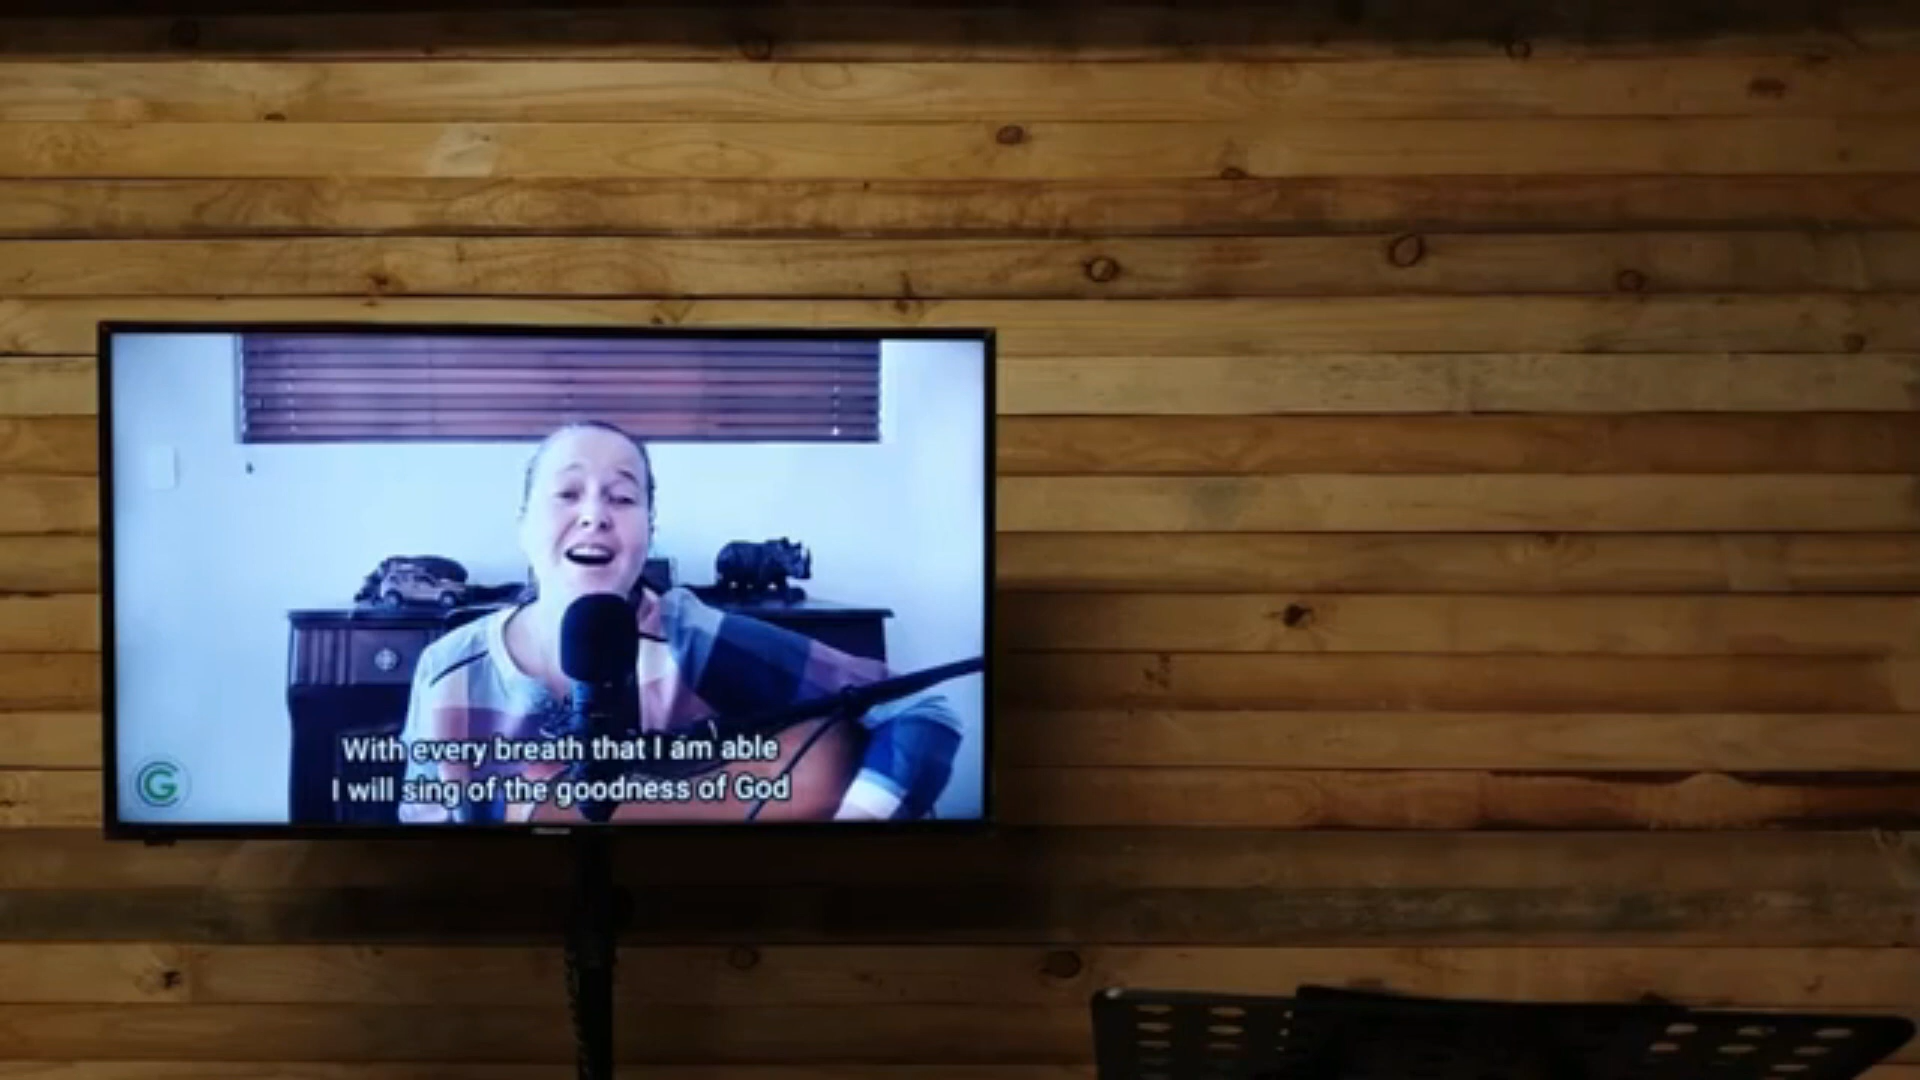 With every breath that I am able
I will sing of the goodness of God
G